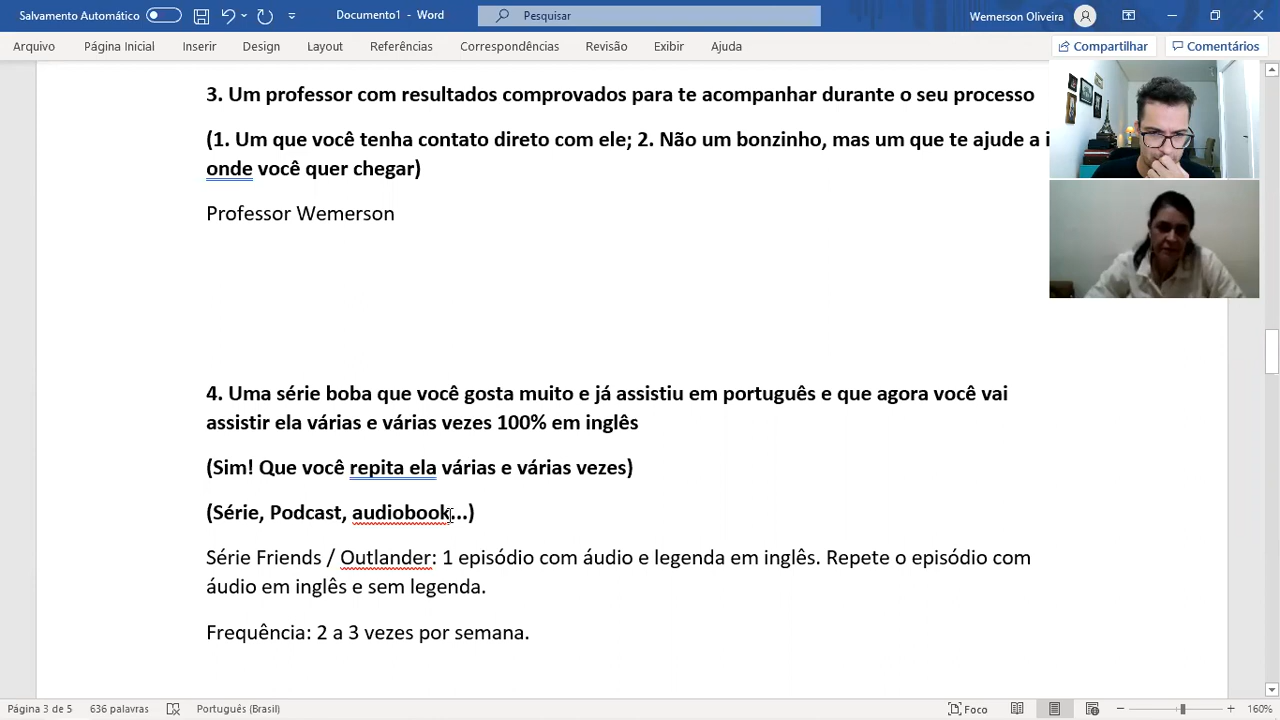 Salvamento Automático Documento1 - Word Pesquisar Wemerson Oliveira
Arquivo Página Inicial Inserir Design Layout Referências Correspondências Revisão Exibir Ajuda Compartilhar Comentários
3. Um professor com resultados comprovados para te acompanhar durante o seu processo
(1. Um que você tenha contato direto com ele; 2. Não um bonzinho, mas um que te ajude a i
onde você quer chegar)
Professor Wemerson
4. Uma série boba que você gosta muito e já assistiu em português e que agora você vai
assistir ela várias e várias vezes 100% em inglês
(Sim! Que você repita ela várias e várias vezes)
(Série, Podcast, audiobook...)
Série Friends / Outlander: 1 episódio com áudio e legenda em inglês. Repete o episódio com
áudio em inglês e sem legenda.
Frequência: 2 a 3 vezes por semana.
Página 3 de 5 636 palavras Português (Brasil) Foco 160%